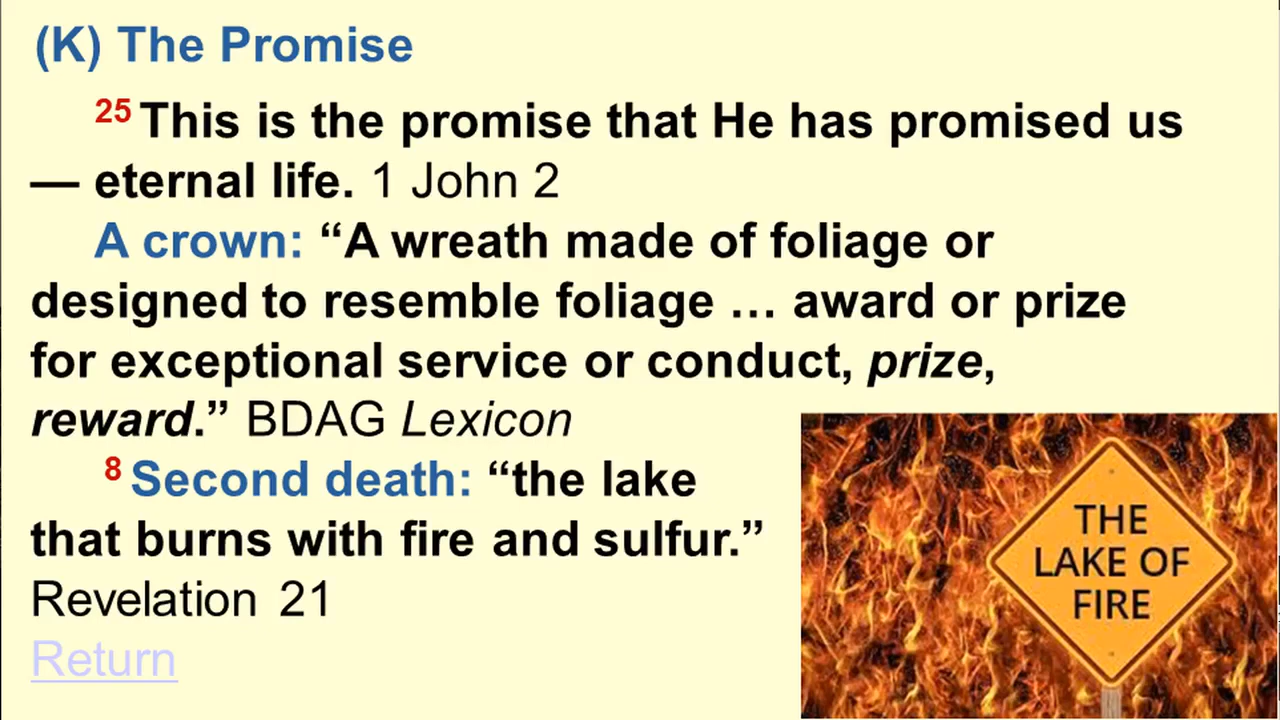 (K) The Promise
25 This is the promise that He has promised us
— eternal life. 1 John 2
A crown: “A wreath made of foliage or
designed to resemble foliage … award or prize
for exceptional service or conduct, prize,
reward.” BDAG Lexicon
8 Second death: “the lake
that burns with fire and sulfur.”
Revelation 21
Return
THE
LAKE OF
FIRE